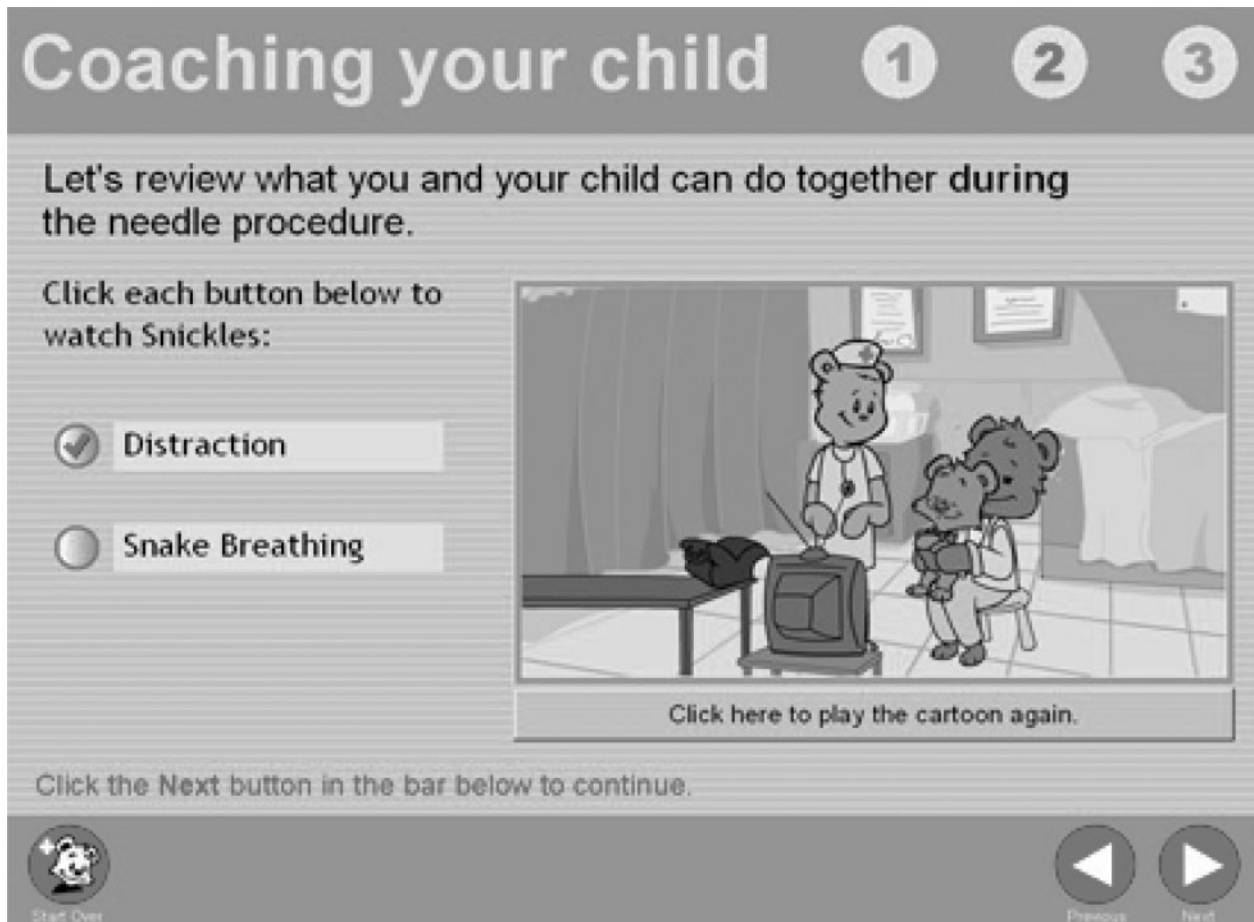 Coaching your child 1 2 3
Let's review what you and your child can do together during
the needle procedure.
Click each button below to
watch Snickles:
Distraction
Snake Breathing
Click here to play the cartoon again.
Click the Next button in the bar below to continue.
Start Over
Previous
Next